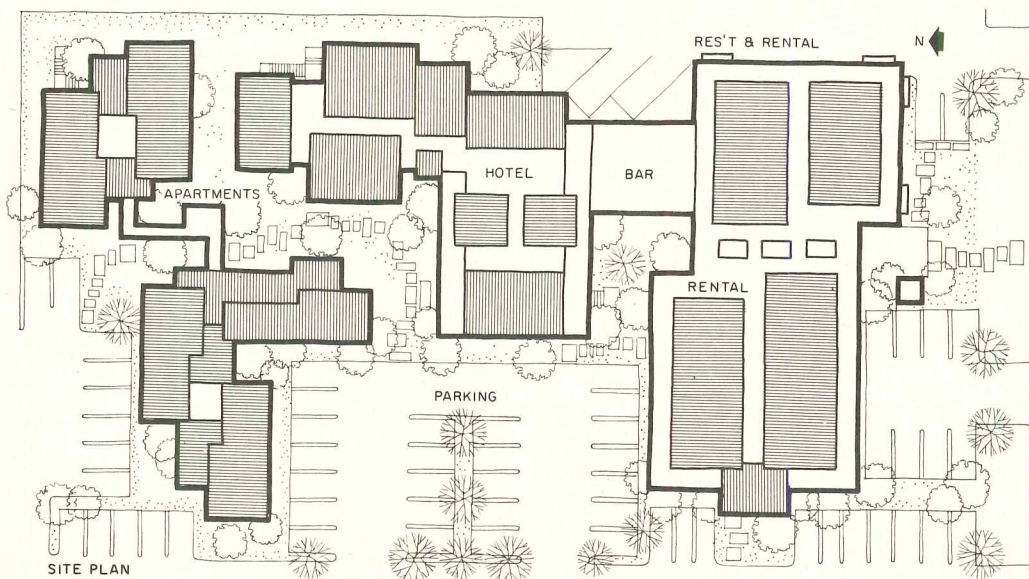 RES'T & RENTAL
N
HOTEL
BAR
APARTMENTS
RENTAL
PARKING
SITE PLAN